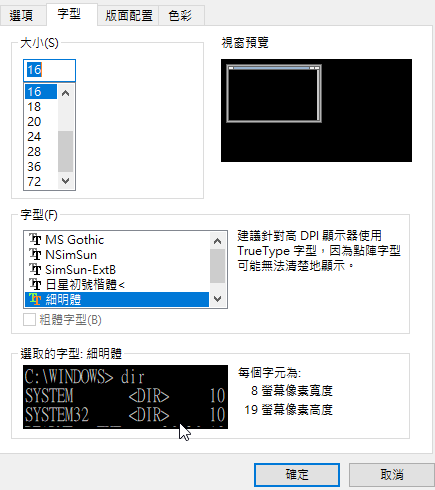 選項 字型 版面配置 色彩
大小(S)
16
16
18
20
24
28
36
72
視窗預覽
字型(F)
MS Gothic
NSimSun
SimSun-ExtB
日星初號楷體<
細明體
粗體字型(B)
建議針對高 DPI 顯示器使用
TrueType 字型，因為點陣字型
可能無法清楚地顯示。
選取的字型: 細明體
C:\WINDOWS> dir
SYSTEM <DIR> 10
SYSTEM32 <DIR> 10
每個字元為:
8 螢幕像素寬度
19 螢幕像素高度
確定 取消